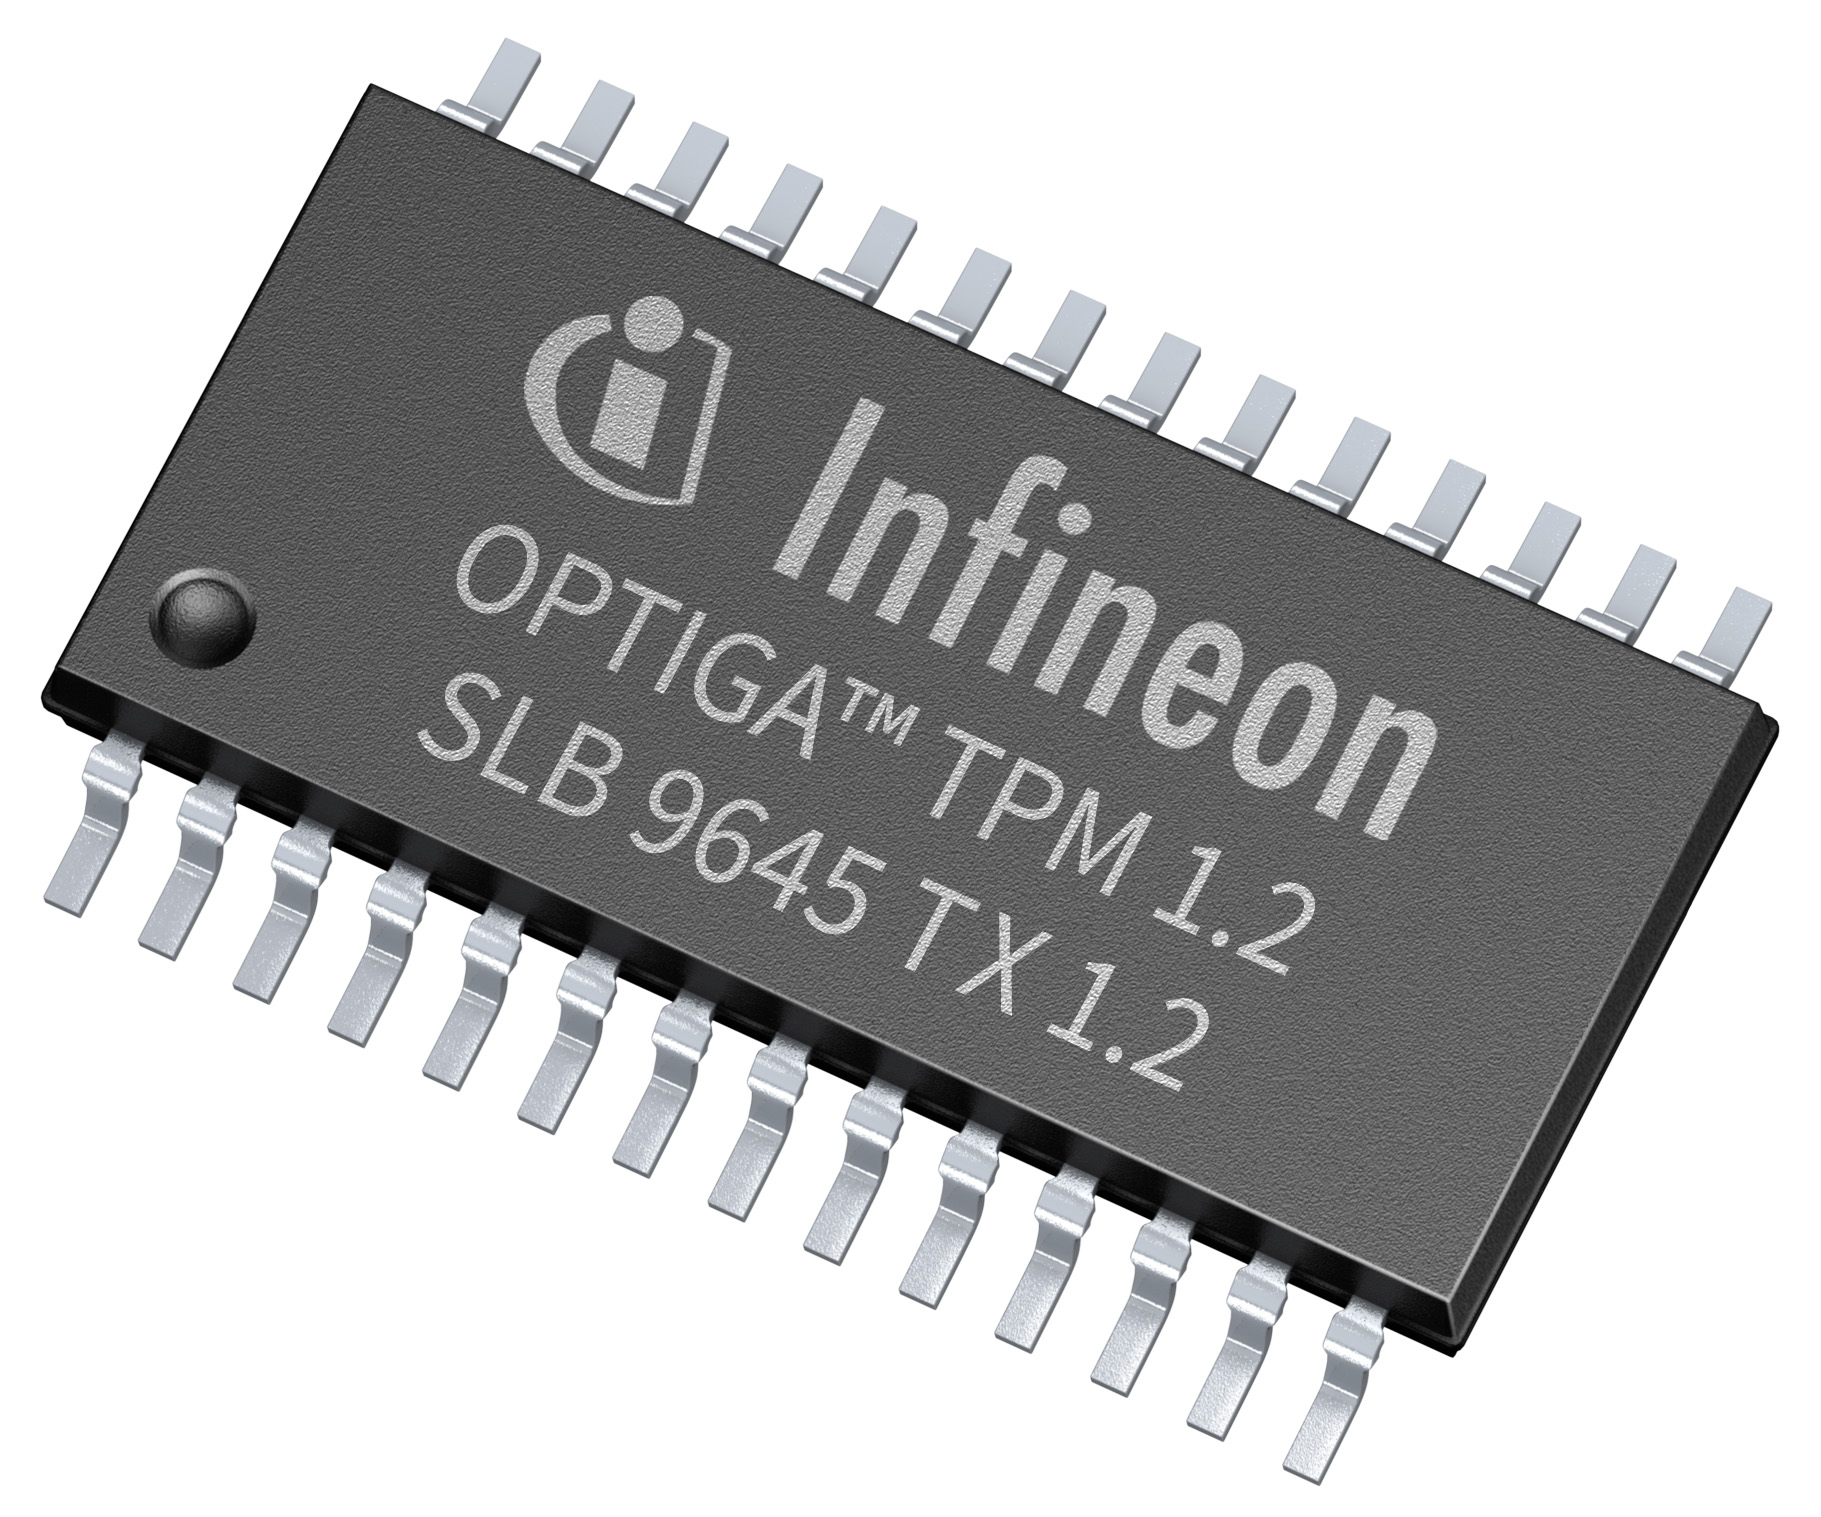 Infineon
OPTIGA™ TPM 1.2
SLB 9645 TX 1.2